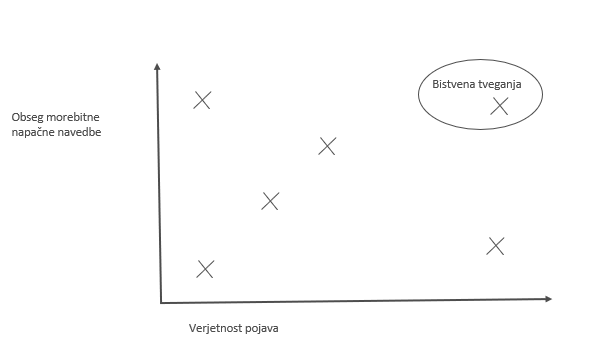 Bistvena tveganja
Obseg morebitne
napačne navedbe
Verjetnost pojava